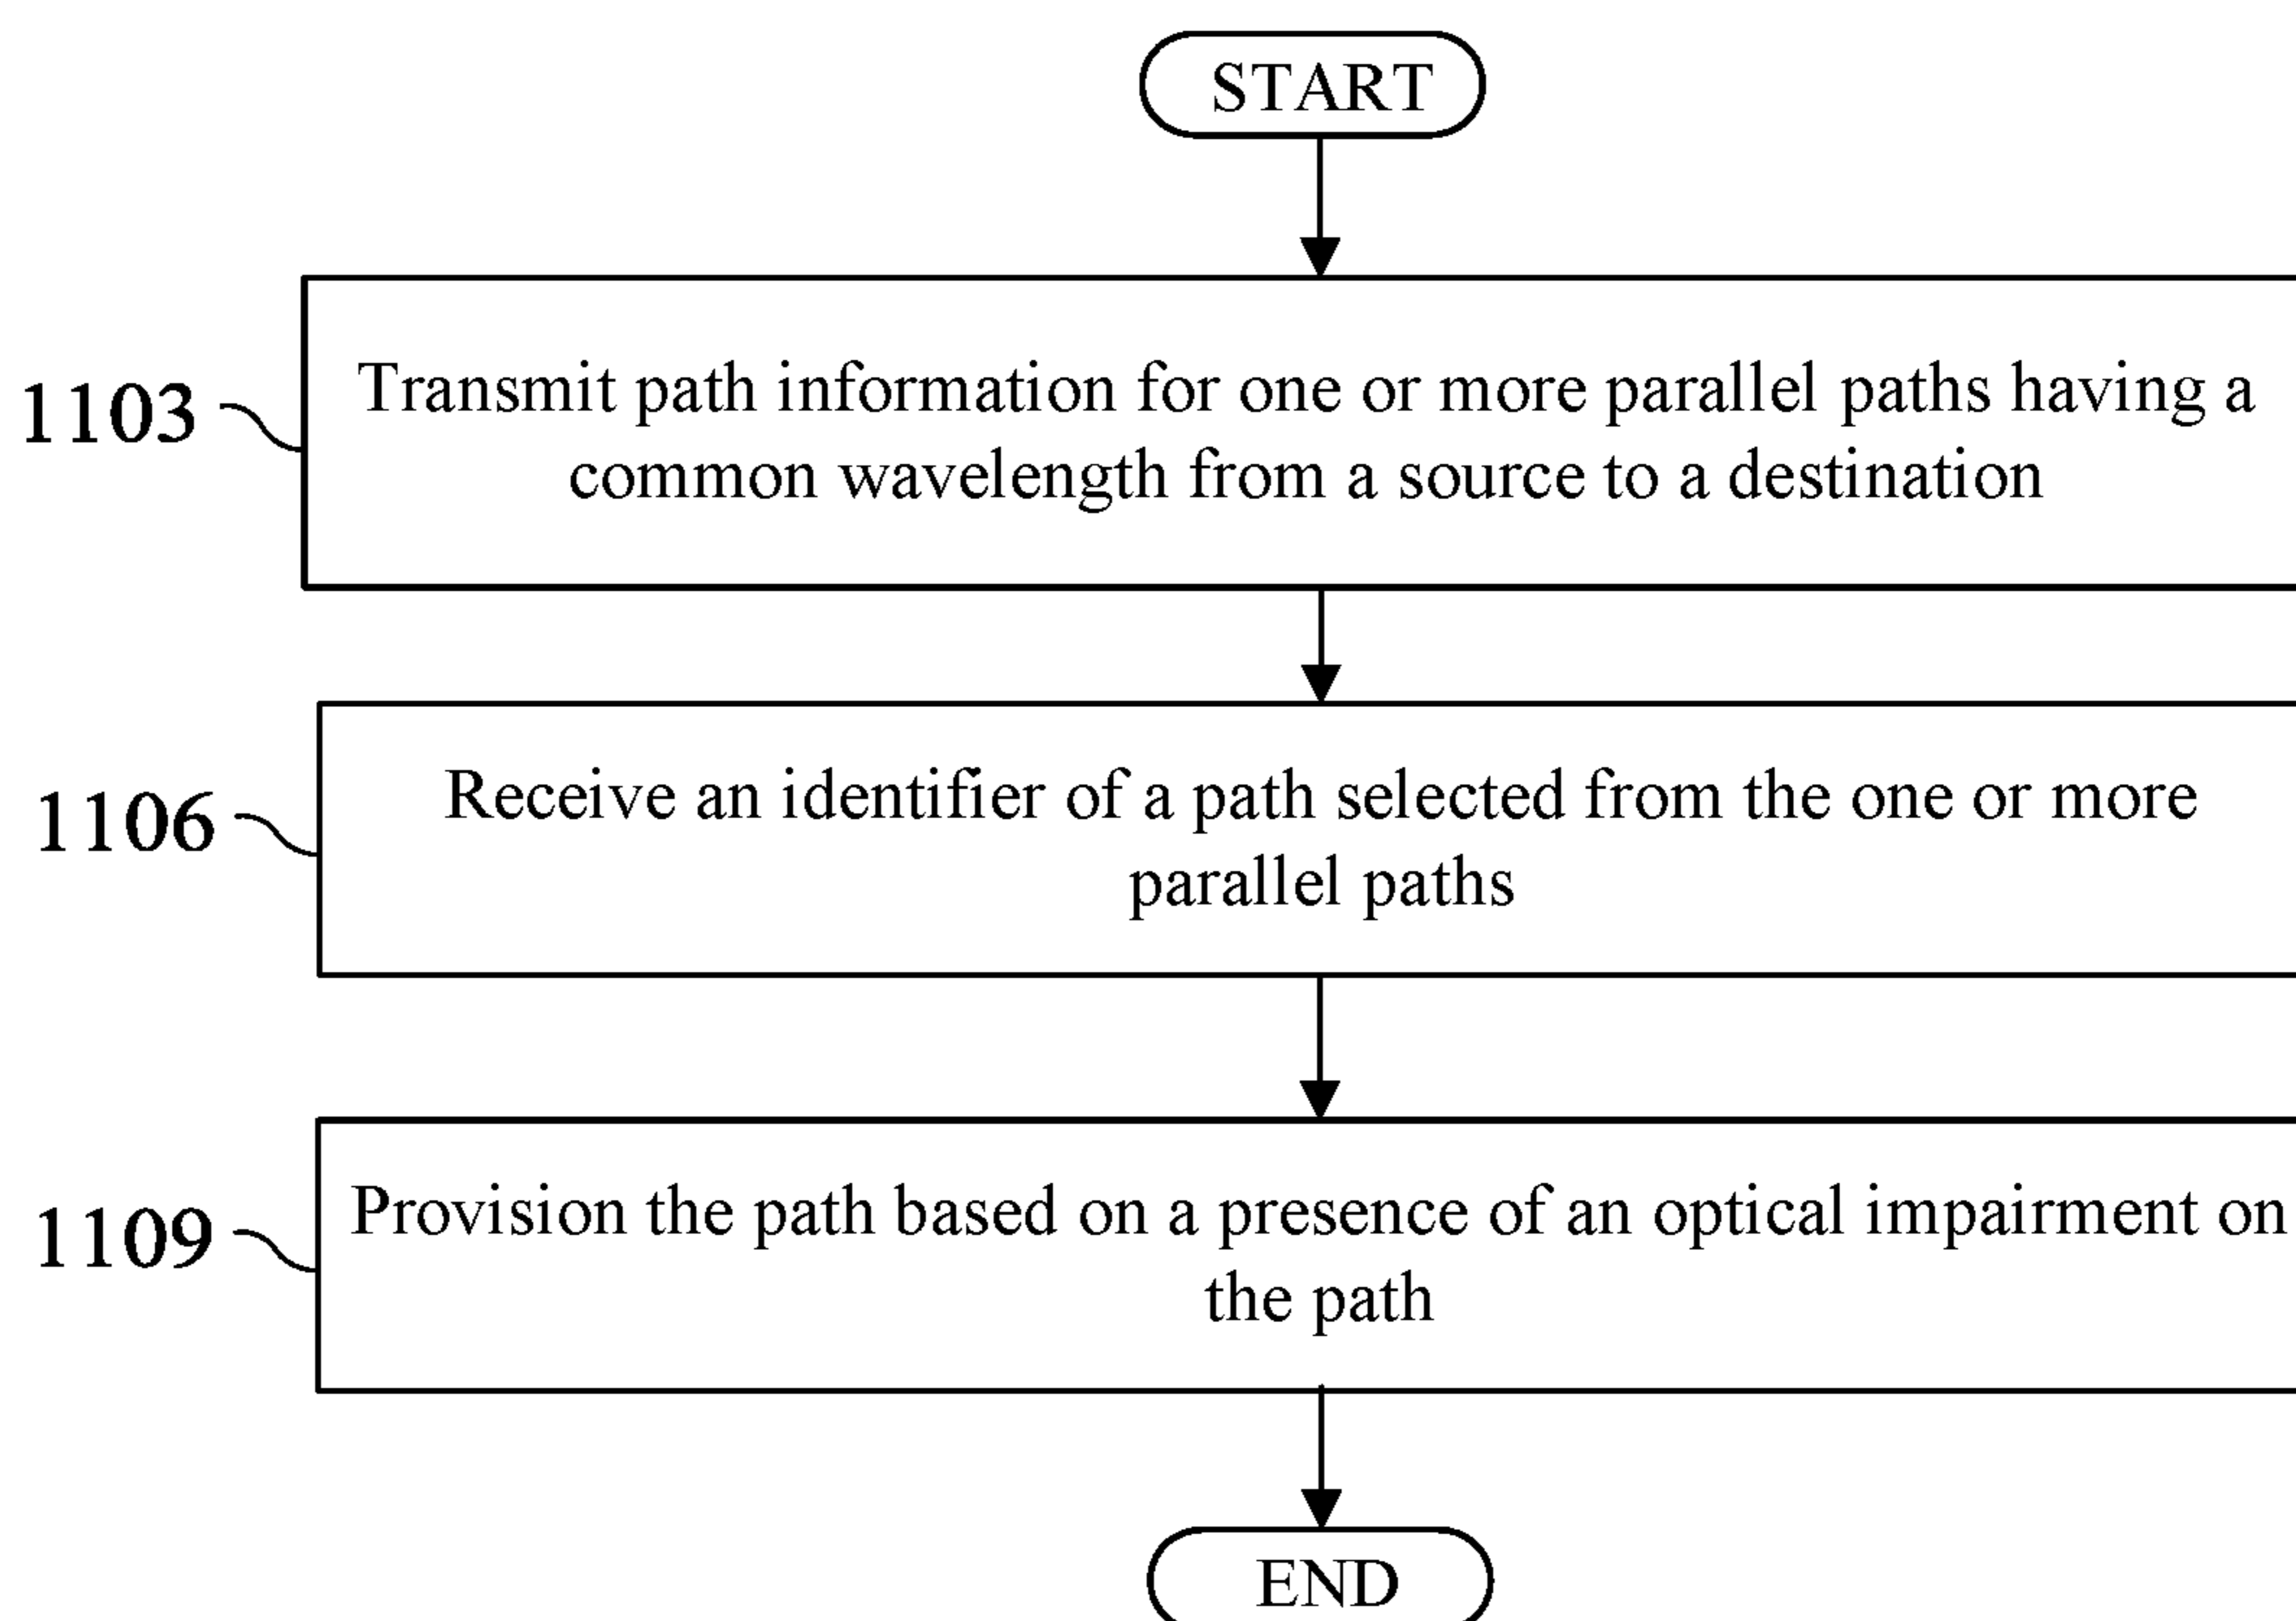 START
1103
Transmit path information for one or more parallel paths having a
common wavelength from a source to a destination
1106
Receive an identifier of a path selected from the one or more
parallel paths
1109
Provision the path based on a presence of an optical impairment on
the path
END